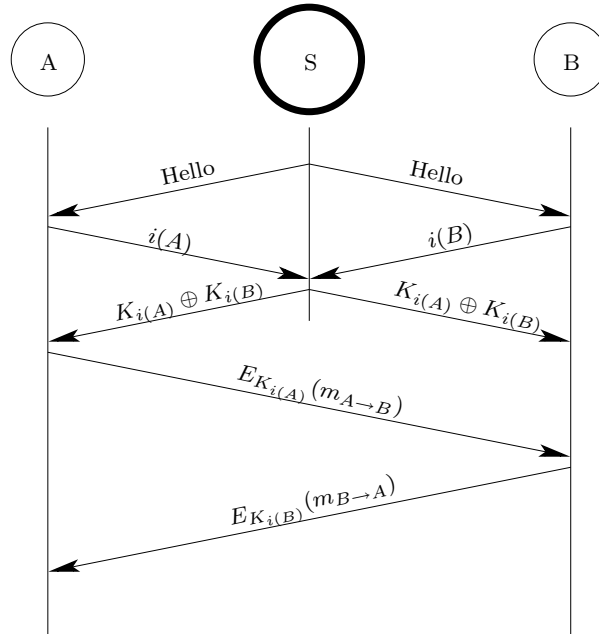 A S B
Hello Hello
i(A) i(B)
K_{i(A)} ⊕ K_{i(B)} K_{i(A)} ⊕ K_{i(B)}
E_{K_{i(A)}}(m_{A→B})
E_{K_{i(B)}}(m_{B→A})